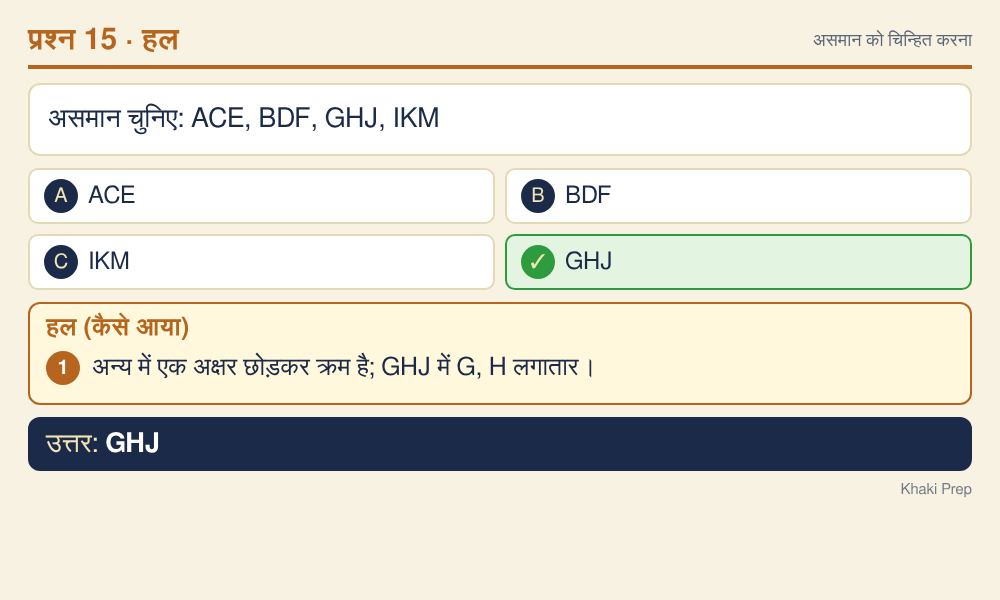 प्रश्न 15 · हल
असमान को चिन्हित करना
असमान चुनिए: ACE, BDF, GHJ, IKM
A ACE
B BDF
C IKM
✓ GHJ
हल (कैसे आया)
1 अन्य में एक अक्षर छोड़कर क्रम है; GHJ में G, H लगातार।
उत्तर: GHJ
Khaki Prep